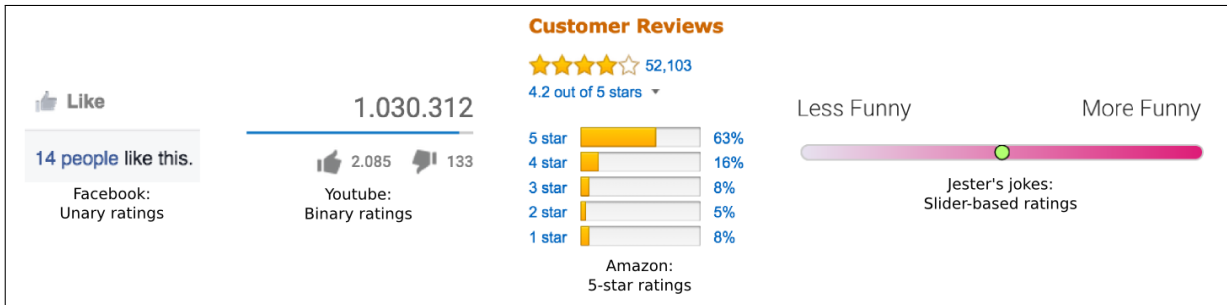 Like
14 people like this.
Facebook:
Unary ratings
1.030.312
2.085 133
Youtube:
Binary ratings
Customer Reviews
52,103
4.2 out of 5 stars
5 star 63%
4 star 16%
3 star 8%
2 star 5%
1 star 8%
Amazon:
5-star ratings
Less Funny More Funny
Jester's jokes:
Slider-based ratings